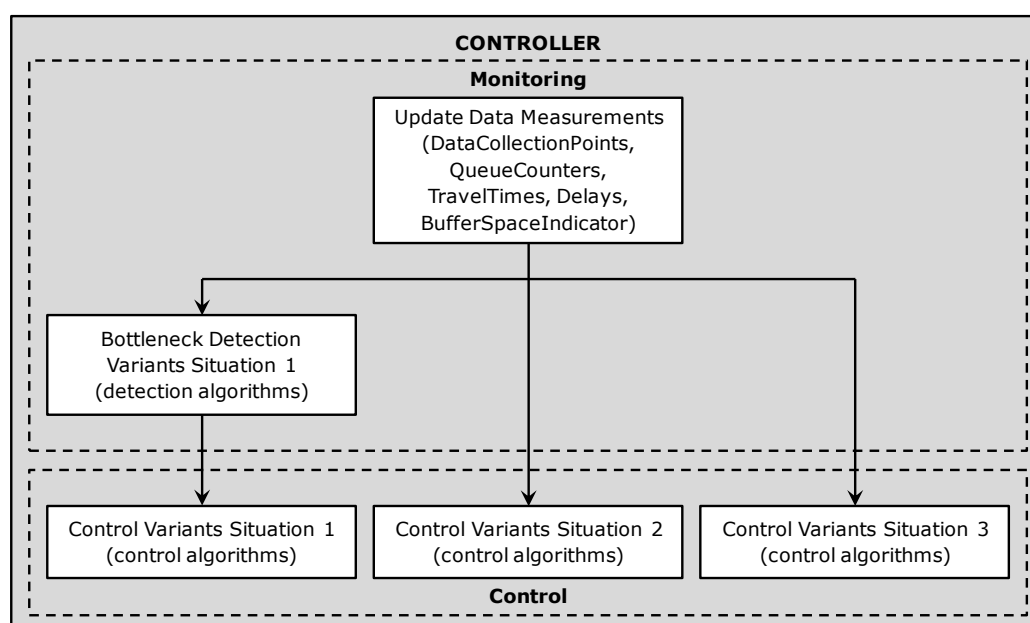 CONTROLLER
Monitoring
Update Data Measurements
(DataCollectionPoints,
QueueCounters,
TravelTimes, Delays,
BufferSpaceIndicator)
Bottleneck Detection
Variants Situation 1
(detection algorithms)
Control Variants Situation 1
(control algorithms)
Control Variants Situation 2
(control algorithms)
Control Variants Situation 3
(control algorithms)
Control